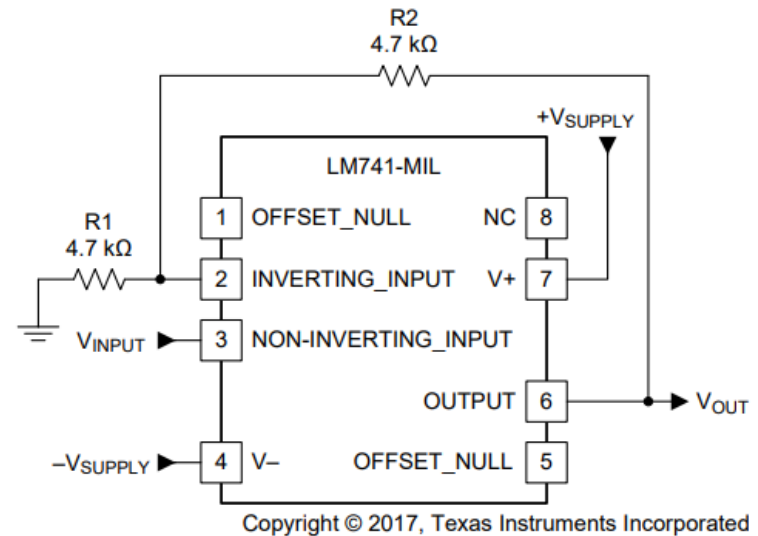 R2
4.7 kΩ
+VSUPPLY
LM741-MIL
1 OFFSET_NULL NC 8
R1
4.7 kΩ
2 INVERTING_INPUT V+ 7
VINPUT 3 NON-INVERTING_INPUT
OUTPUT 6 VOUT
–VSUPPLY 4 V– OFFSET_NULL 5
Copyright © 2017, Texas Instruments Incorporated